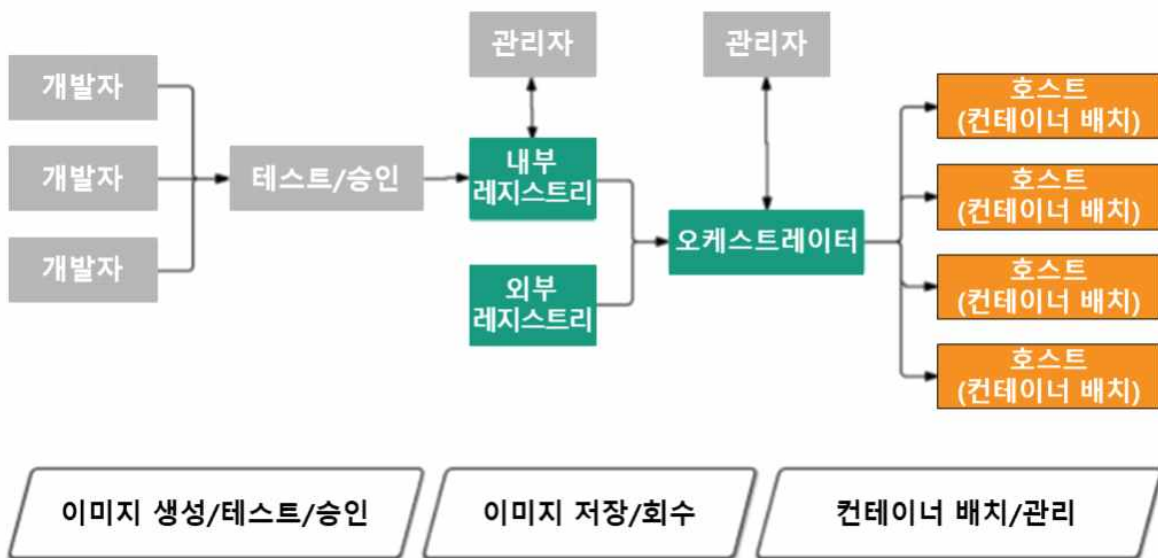 관리자
관리자
개발자
개발자
개발자
테스트/승인
내부
레지스트리
외부
레지스트리
오케스트레이터
호스트
(컨테이너 배치)
호스트
(컨테이너 배치)
호스트
(컨테이너 배치)
호스트
(컨테이너 배치)
이미지 생성/테스트/승인
이미지 저장/회수
컨테이너 배치/관리